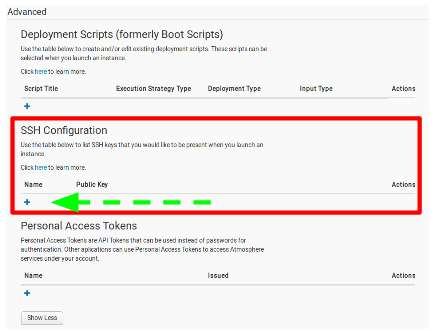 Advanced
Deployment Scripts (formerly Boot Scripts)
Use the table below to create and/or edit existing deployment scripts. These scripts can be
selected when you launch an instance.
Click here to learn more.
Script Title Execution Strategy Type Deployment Type Input Type Actions
+
SSH Configuration
Use the table below to list SSH keys that you would like to be present when you launch an
instance.
Click here to learn more.
Name Public Key Actions
+
Personal Access Tokens
Personal Access Tokens are API Tokens that can be used instead of passwords for
authentication. Other aplications can use Personal Access Tokens to access Atmosphere
services under your account.
Name Issued Actions
+
Show Less